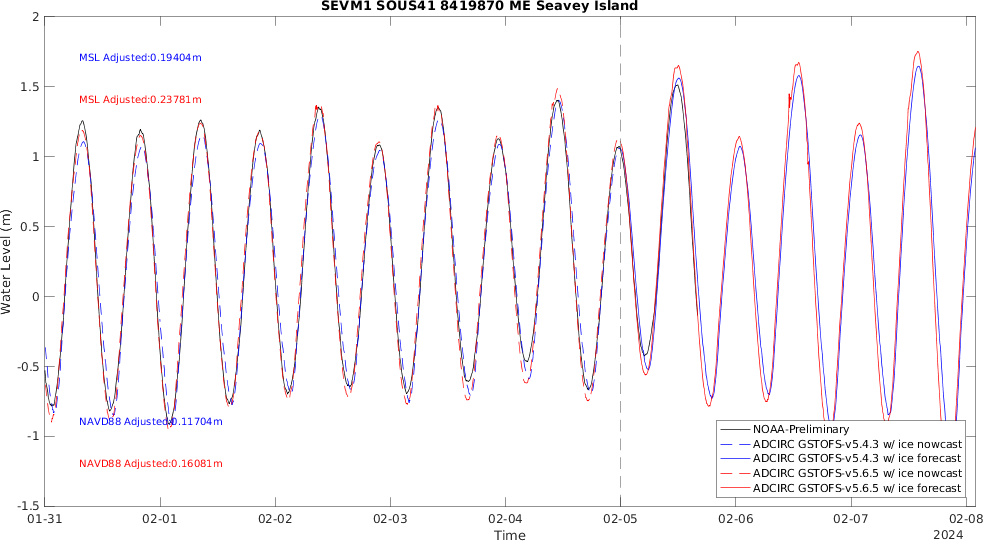 SEVM1 SOUS41 8419870 ME Seavey Island
2
1.5
1
0.5
0
-0.5
-1
-1.5
Water Level (m)
MSL Adjusted:0.19404m
MSL Adjusted:0.23781m
NAVD88 Adjusted:0.11704m
NAVD88 Adjusted:0.16081m
NOAA-Preliminary
ADCIRC GSTOFS-v5.4.3 w/ ice nowcast
ADCIRC GSTOFS-v5.4.3 w/ ice forecast
ADCIRC GSTOFS-v5.6.5 w/ ice nowcast
ADCIRC GSTOFS-v5.6.5 w/ ice forecast
01-31 02-01 02-02 02-03 02-04 02-05 02-06 02-07 02-08
Time
2024